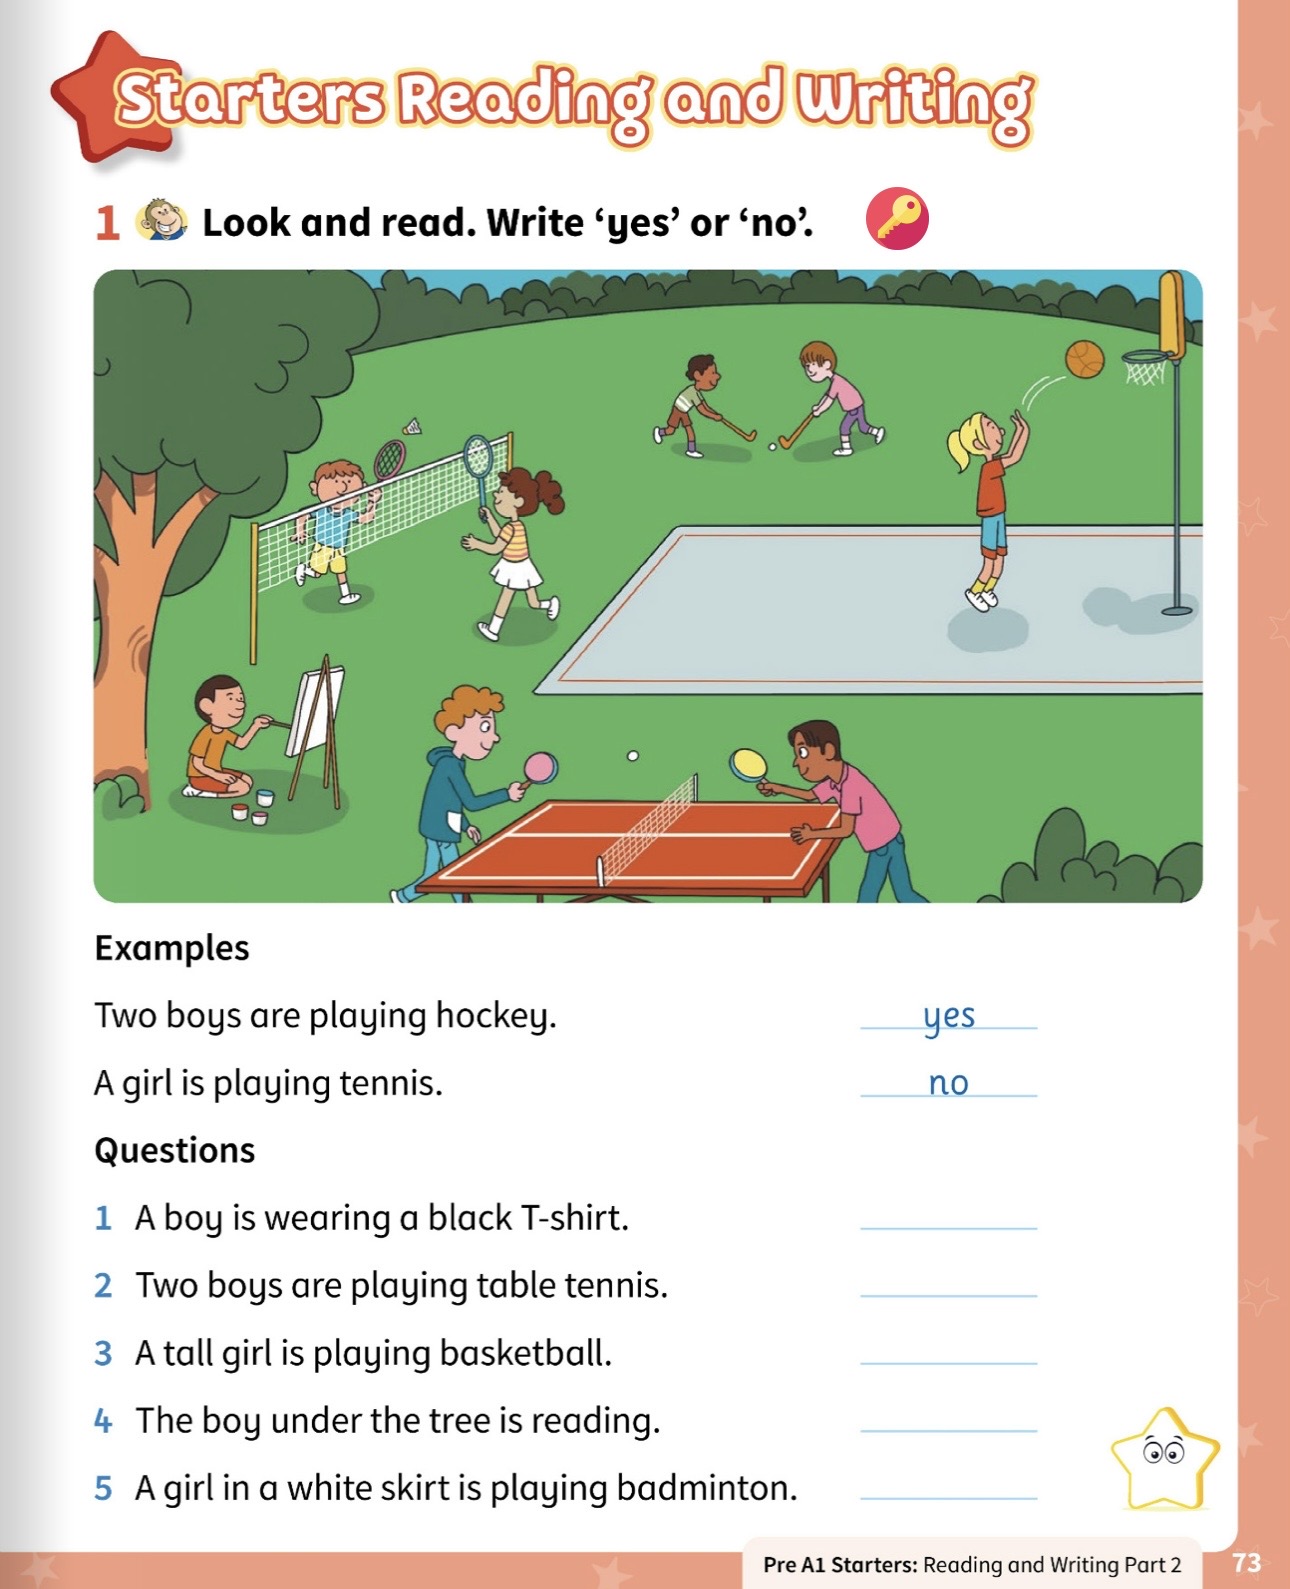 Starters Reading and Writing
1 Look and read. Write ‘yes’ or ‘no’.
Examples
Two boys are playing hockey. yes
A girl is playing tennis. no
Questions
1 A boy is wearing a black T-shirt.
2 Two boys are playing table tennis.
3 A tall girl is playing basketball.
4 The boy under the tree is reading.
5 A girl in a white skirt is playing badminton.
Pre A1 Starters: Reading and Writing Part 2 73